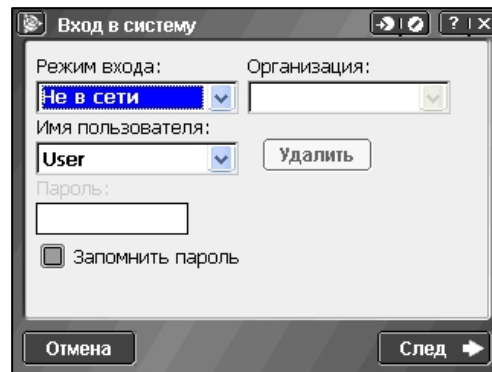 Вход в систему
Режим входа: Организация:
Не в сети
Имя пользователя:
User Удалить
Пароль:
Запомнить пароль
Отмена След